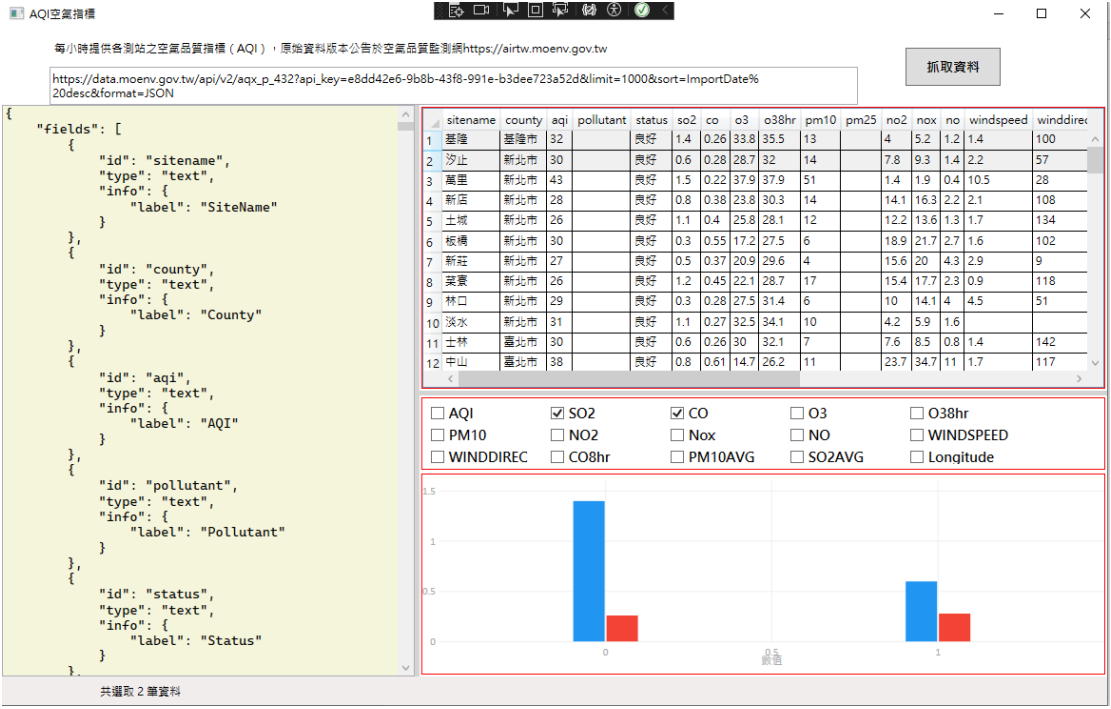 AQI空氣指標
每小時提供各測站之空氣品質指標（AQI），原始資料版本公告於空氣品質監測網https://airtw.moenv.gov.tw
抓取資料
https://data.moenv.gov.tw/api/v2/aqx_p_432?api_key=e8dd42e6-9b8b-43f8-991e-b3dee723a52d&limit=1000&sort=ImportDate%
20desc&format=JSON
{
"fields": [
{
"id": "sitename",
"type": "text",
"info": {
"label": "SiteName"
}
},
{
"id": "county",
"type": "text",
"info": {
"label": "County"
}
},
{
"id": "aqi",
"type": "text",
"info": {
"label": "AQI"
}
},
{
"id": "pollutant",
"type": "text",
"info": {
"label": "Pollutant"
}
},
{
"id": "status",
"type": "text",
"info": {
"label": "Status"
}
},
sitename county aqi pollutant status so2 co o3 o38hr pm10 pm25 no2 nox no windspeed winddirec
1 基隆 基隆市 32 良好 1.4 0.26 33.8 35.5 13 4 5.2 1.2 1.4 100
2 汐止 新北市 30 良好 0.6 0.28 28.7 32 14 7.8 9.3 1.4 2.2 57
3 萬里 新北市 43 良好 1.5 0.22 37.9 37.9 51 1.4 1.9 0.4 10.5 28
4 新店 新北市 28 良好 0.8 0.38 23.8 30.3 14 14.1 16.3 2.2 2.1 108
5 土城 新北市 26 良好 1.1 0.4 25.8 28.1 12 12.2 13.6 1.3 1.7 134
6 板橋 新北市 30 良好 0.3 0.55 17.2 27.5 6 18.9 21.7 2.7 1.6 102
7 新莊 新北市 27 良好 0.5 0.37 20.9 29.6 4 15.6 20 4.3 2.9 9
8 菜寮 新北市 26 良好 1.2 0.45 22.1 28.7 17 15.4 17.7 2.3 0.9 118
9 林口 新北市 29 良好 0.3 0.28 27.5 31.4 6 10 14.1 4 4.5 51
10 淡水 新北市 31 良好 1.1 0.27 32.5 34.1 10 4.2 5.9 1.6
11 士林 臺北市 30 良好 0.6 0.26 30 32.1 7 7.6 8.5 0.8 1.4 142
12 中山 臺北市 38 良好 0.8 0.61 14.7 26.2 11 23.7 34.7 11 1.7 117
AQI SO2 CO O3 O38hr
PM10 NO2 Nox NO WINDSPEED
WINDDIREC CO8hr PM10AVG SO2AVG Longitude
1.5
1
0.5
0
0 0.5 1
數值
共選取 2 筆資料